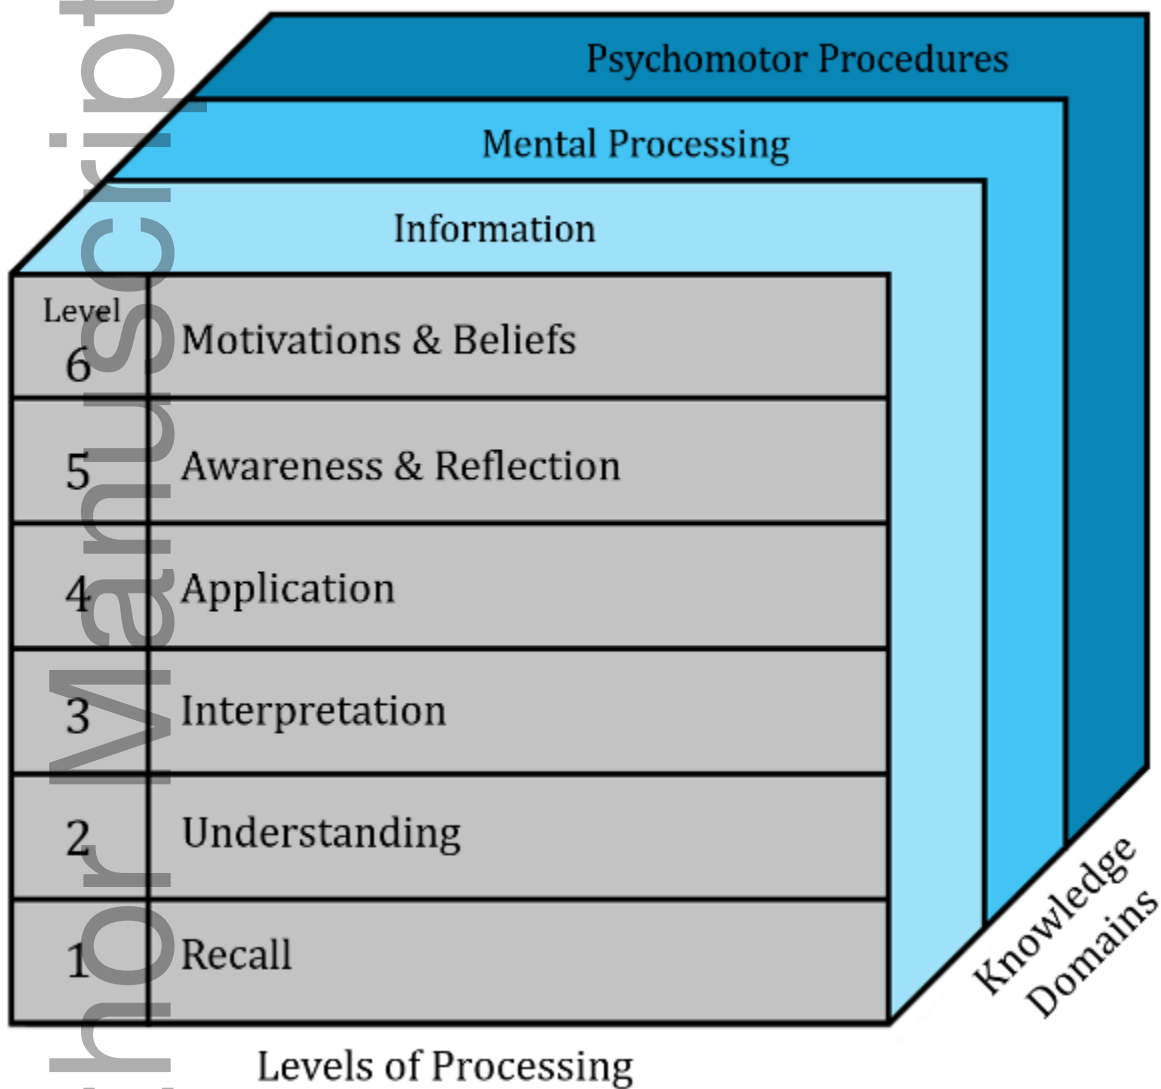 Psychomotor Procedures
Mental Processing
Information
Level
6 Motivations & Beliefs
5 Awareness & Reflection
4 Application
3 Interpretation
2 Understanding
1 Recall
Knowledge
Domains
Levels of Processing
hor Manuscript